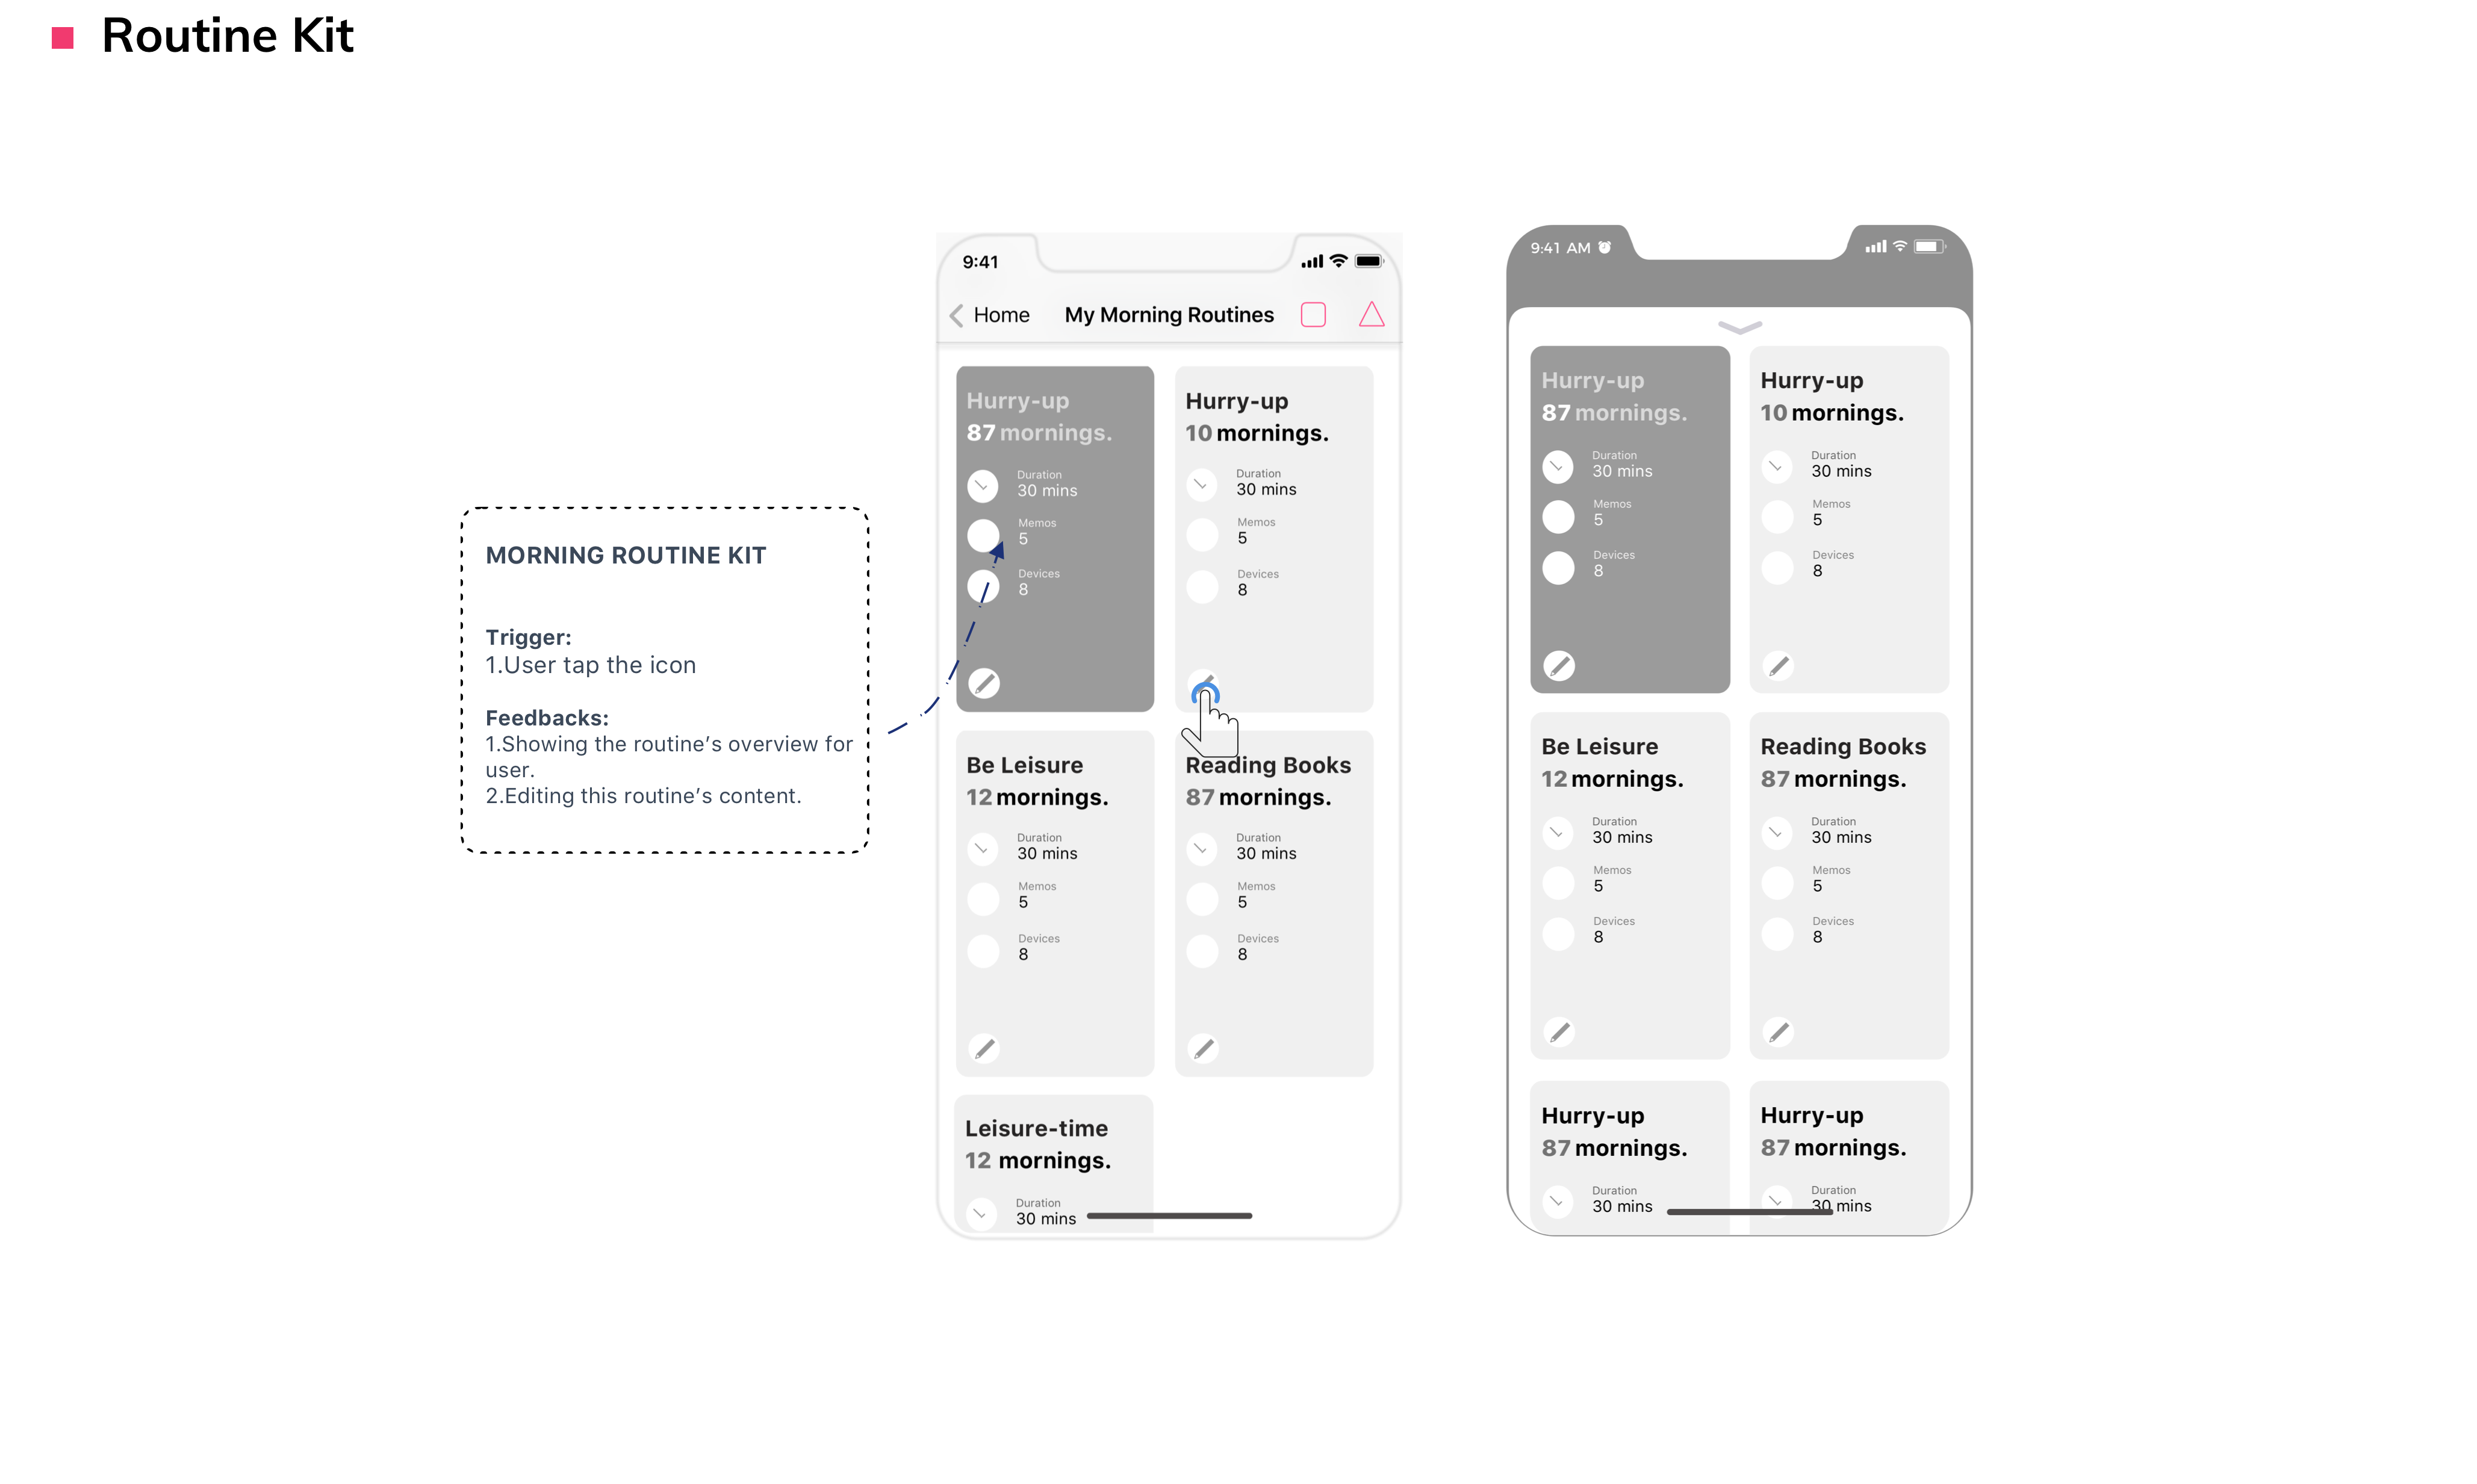 Routine Kit
MORNING ROUTINE KIT
Trigger:
1.User tap the icon
Feedbacks:
1.Showing the routine’s overview for
user.
2.Editing this routine’s content.
9:41
Home
My Morning Routines
Hurry-up
87 mornings.
Duration
30 mins
Memos
5
Devices
8
Hurry-up
10 mornings.
Duration
30 mins
Memos
5
Devices
8
Be Leisure
12 mornings.
Duration
30 mins
Memos
5
Devices
8
Reading Books
87 mornings.
Duration
30 mins
Memos
5
Devices
8
Leisure-time
12 mornings.
Duration
30 mins
9:41 AM
Hurry-up
87 mornings.
Duration
30 mins
Memos
5
Devices
8
Hurry-up
10 mornings.
Duration
30 mins
Memos
5
Devices
8
Be Leisure
12 mornings.
Duration
30 mins
Memos
5
Devices
8
Reading Books
87 mornings.
Duration
30 mins
Memos
5
Devices
8
Hurry-up
87 mornings.
Duration
30 mins
Hurry-up
87 mornings.
Duration
30 mins